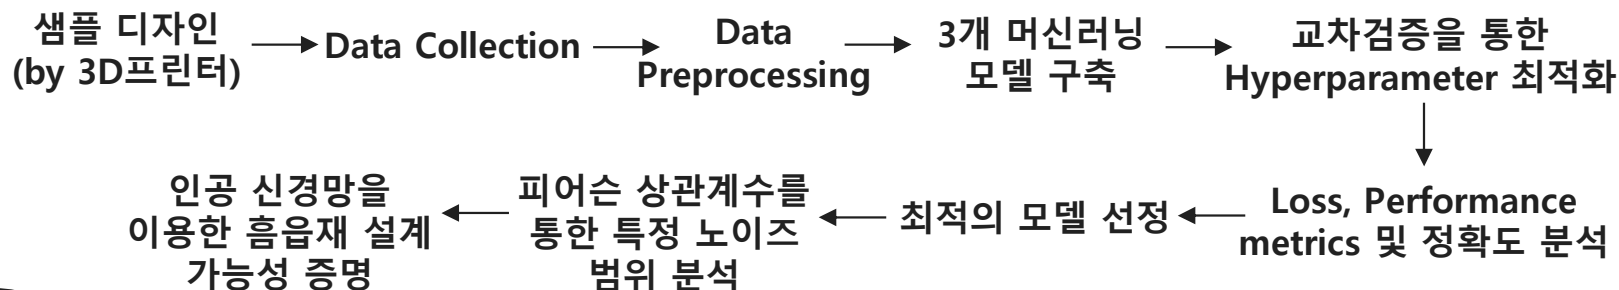 샘플 디자인
(by 3D프린터)
Data Collection
Data
Preprocessing
3개 머신러닝
모델 구축
교차검증을 통한
Hyperparameter 최적화
Loss, Performance
metrics 및 정확도 분석
최적의 모델 선정
피어슨 상관계수를
통한 특정 노이즈
범위 분석
인공 신경망을
이용한 흠읍재 설계
가능성 증명